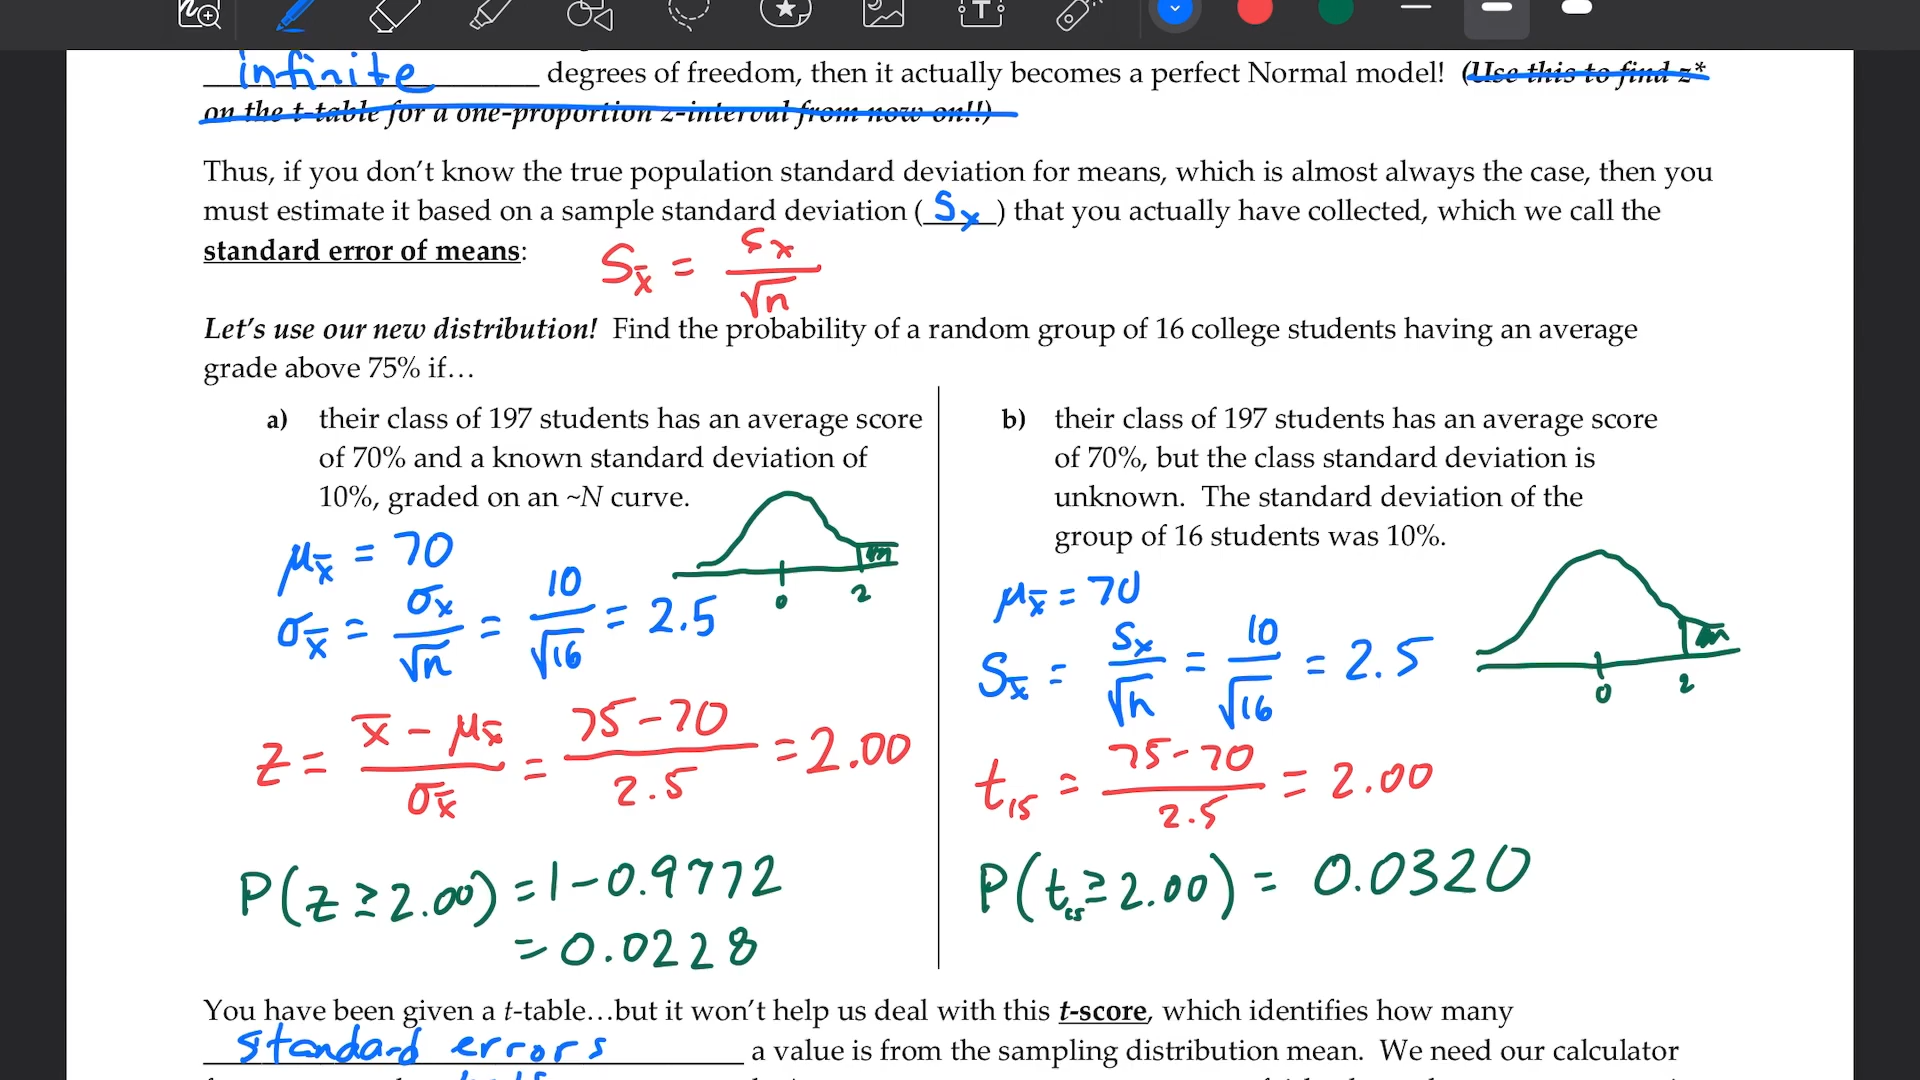 infinite degrees of freedom, then it actually becomes a perfect Normal model! (Use this to find z*
on the t-table for a one-proportion z-interval from now on!!)
Thus, if you don't know the true population standard deviation for means, which is almost always the case, then you
must estimate it based on a sample standard deviation (Sx) that you actually have collected, which we call the
standard error of means:
Sx̄ = Sx/√n
Let's use our new distribution! Find the probability of a random group of 16 college students having an average
grade above 75% if…
a) their class of 197 students has an average score
of 70% and a known standard deviation of
10%, graded on an ~N curve.
μx̄ = 70
σx̄ = σx/√n = 10/√16 = 2.5
0 2
z = (x̄ - μx̄)/σx̄ = (75-70)/2.5 = 2.00
P(z ≥ 2.00) = 1-0.9772
= 0.0228
b) their class of 197 students has an average score
of 70%, but the class standard deviation is
unknown. The standard deviation of the
group of 16 students was 10%.
μx̄ = 70
Sx̄ = Sx/√n = 10/√16 = 2.5
0 2
t15 = (75-70)/2.5 = 2.00
P(t15 ≥ 2.00) = 0.0320
You have been given a t-table…but it won't help us deal with this t-score, which identifies how many
standard errors a value is from the sampling distribution mean. We need our calculator